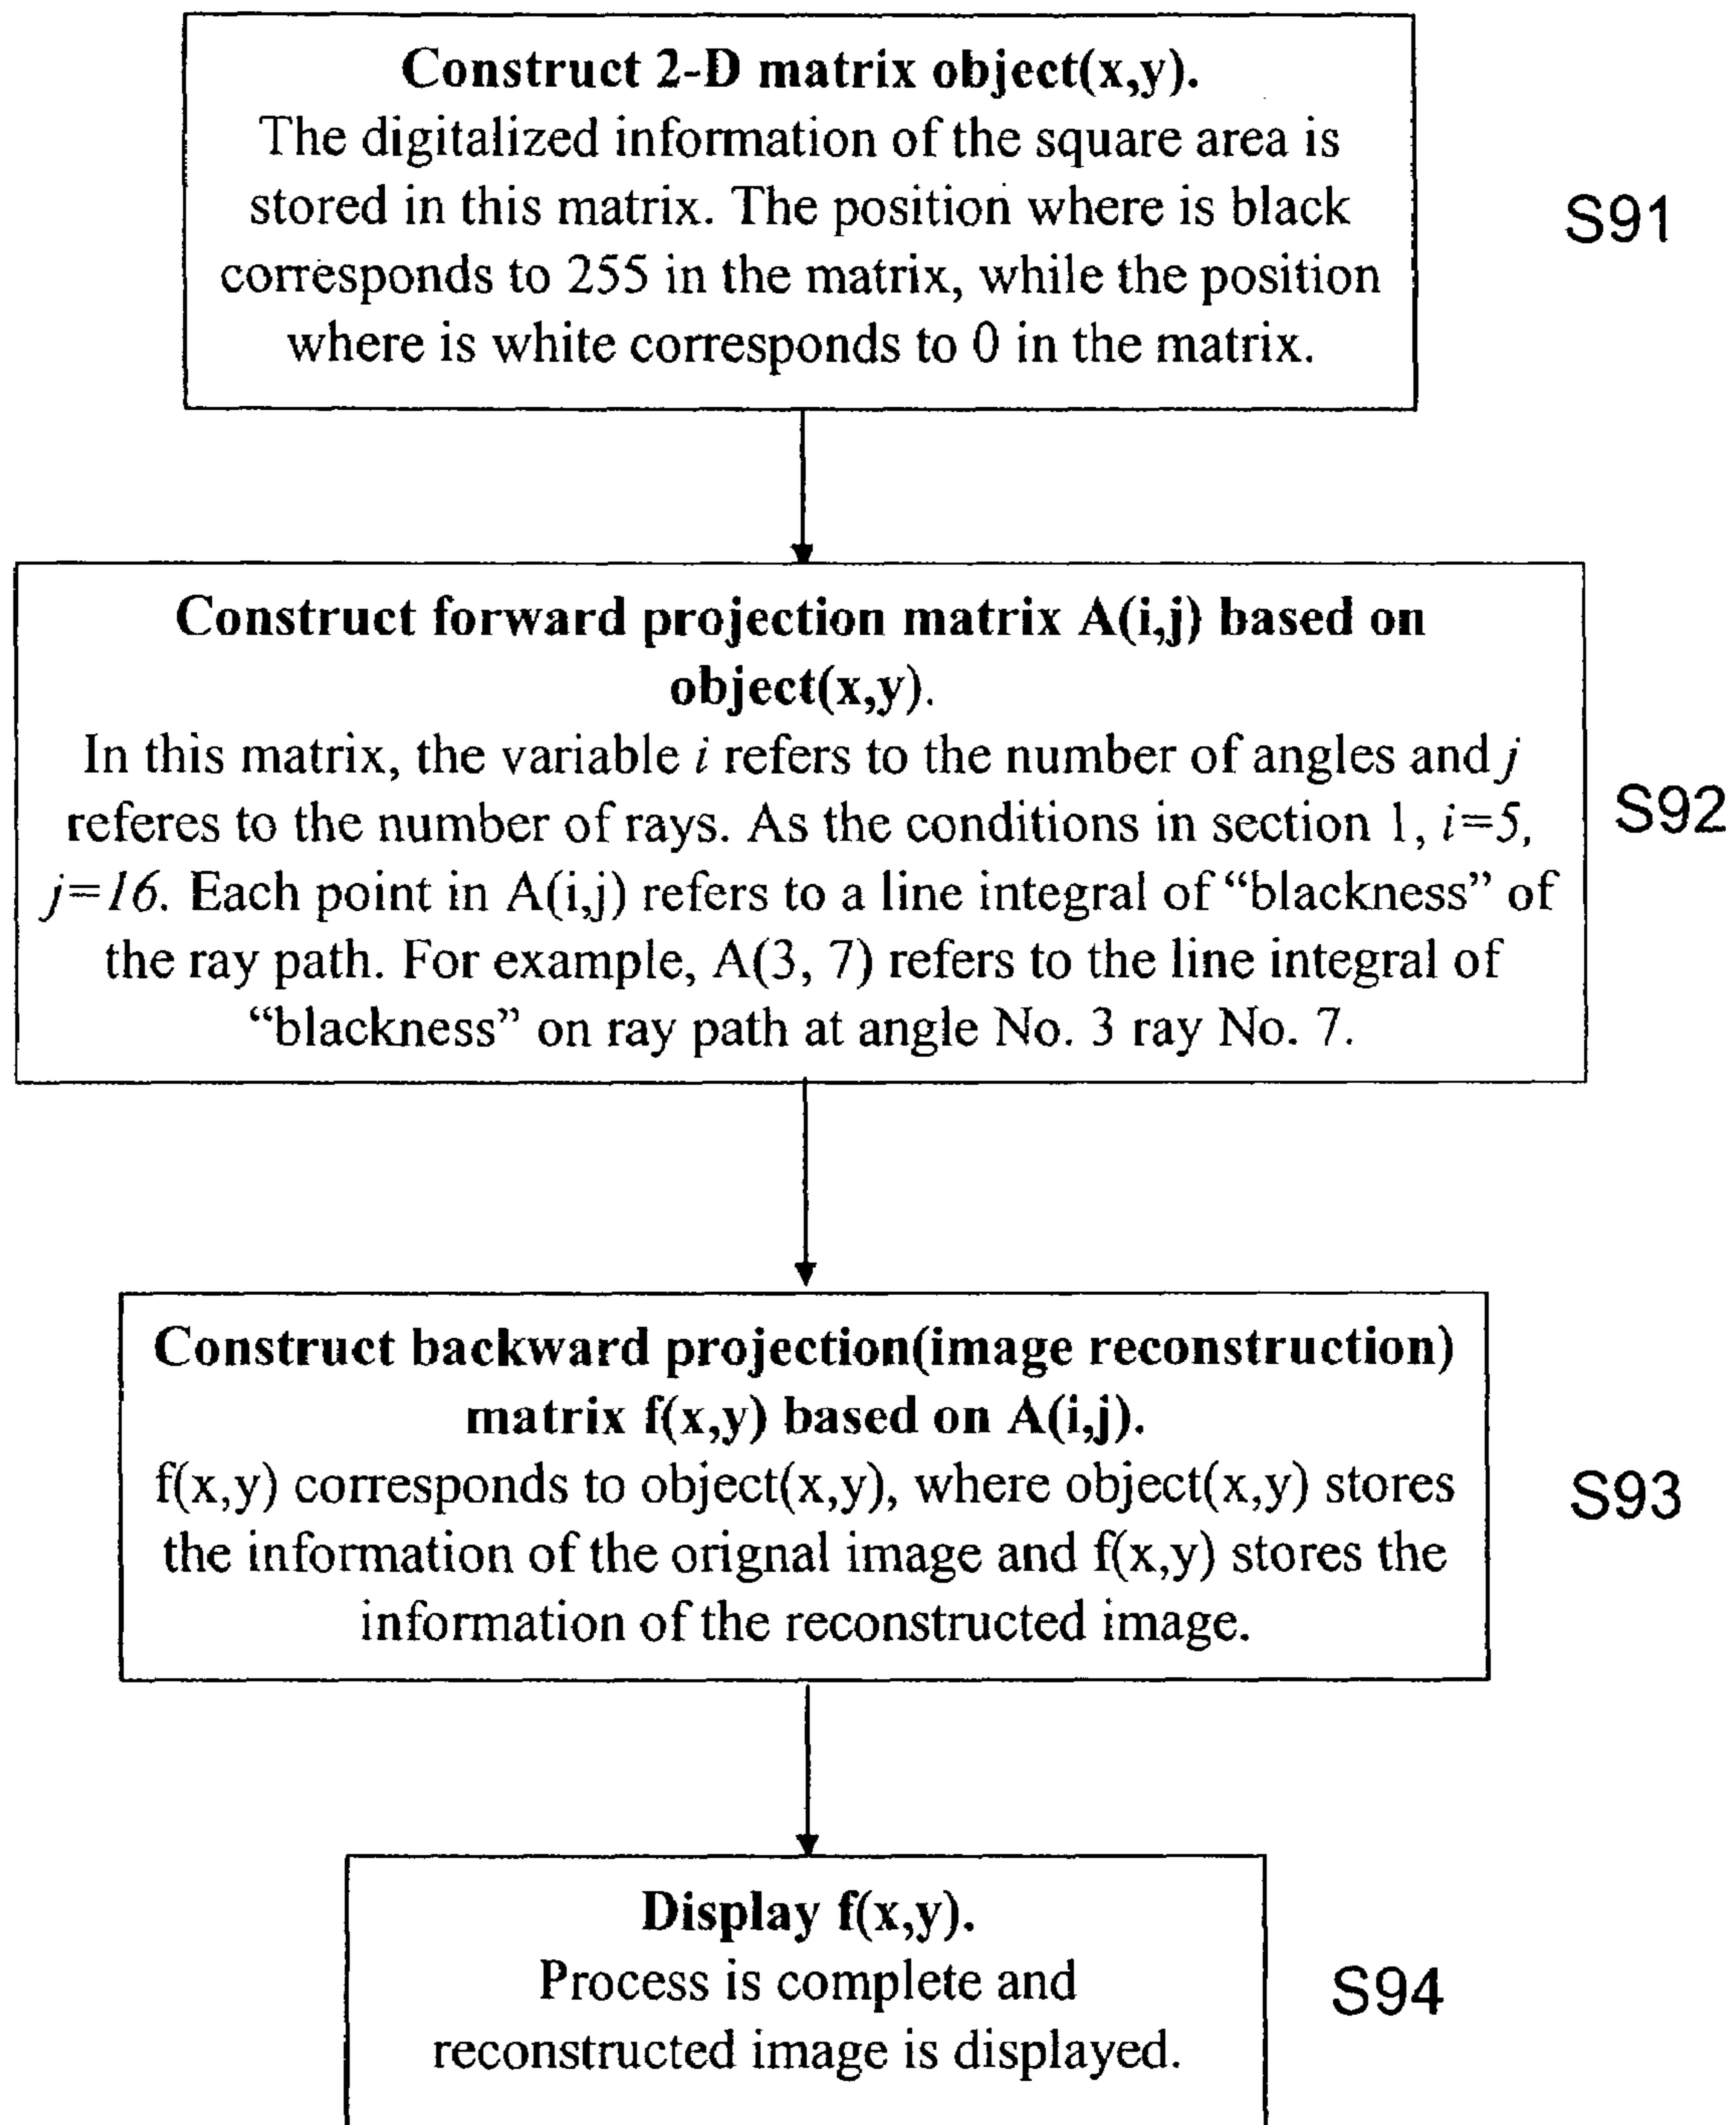 Construct 2-D matrix object(x,y).
The digitalized information of the square area is
stored in this matrix. The position where is black
corresponds to 255 in the matrix, while the position
where is white corresponds to 0 in the matrix.
S91
Construct forward projection matrix A(i,j) based on
object(x,y).
In this matrix, the variable i refers to the number of angles and j
referes to the number of rays. As the conditions in section 1, i=5,
j=16. Each point in A(i,j) refers to a line integral of “blackness” of
the ray path. For example, A(3, 7) refers to the line integral of
“blackness” on ray path at angle No. 3 ray No. 7.
S92
Construct backward projection(image reconstruction)
matrix f(x,y) based on A(i,j).
f(x,y) corresponds to object(x,y), where object(x,y) stores
the information of the orignal image and f(x,y) stores the
information of the reconstructed image.
S93
Display f(x,y).
Process is complete and
reconstructed image is displayed.
S94